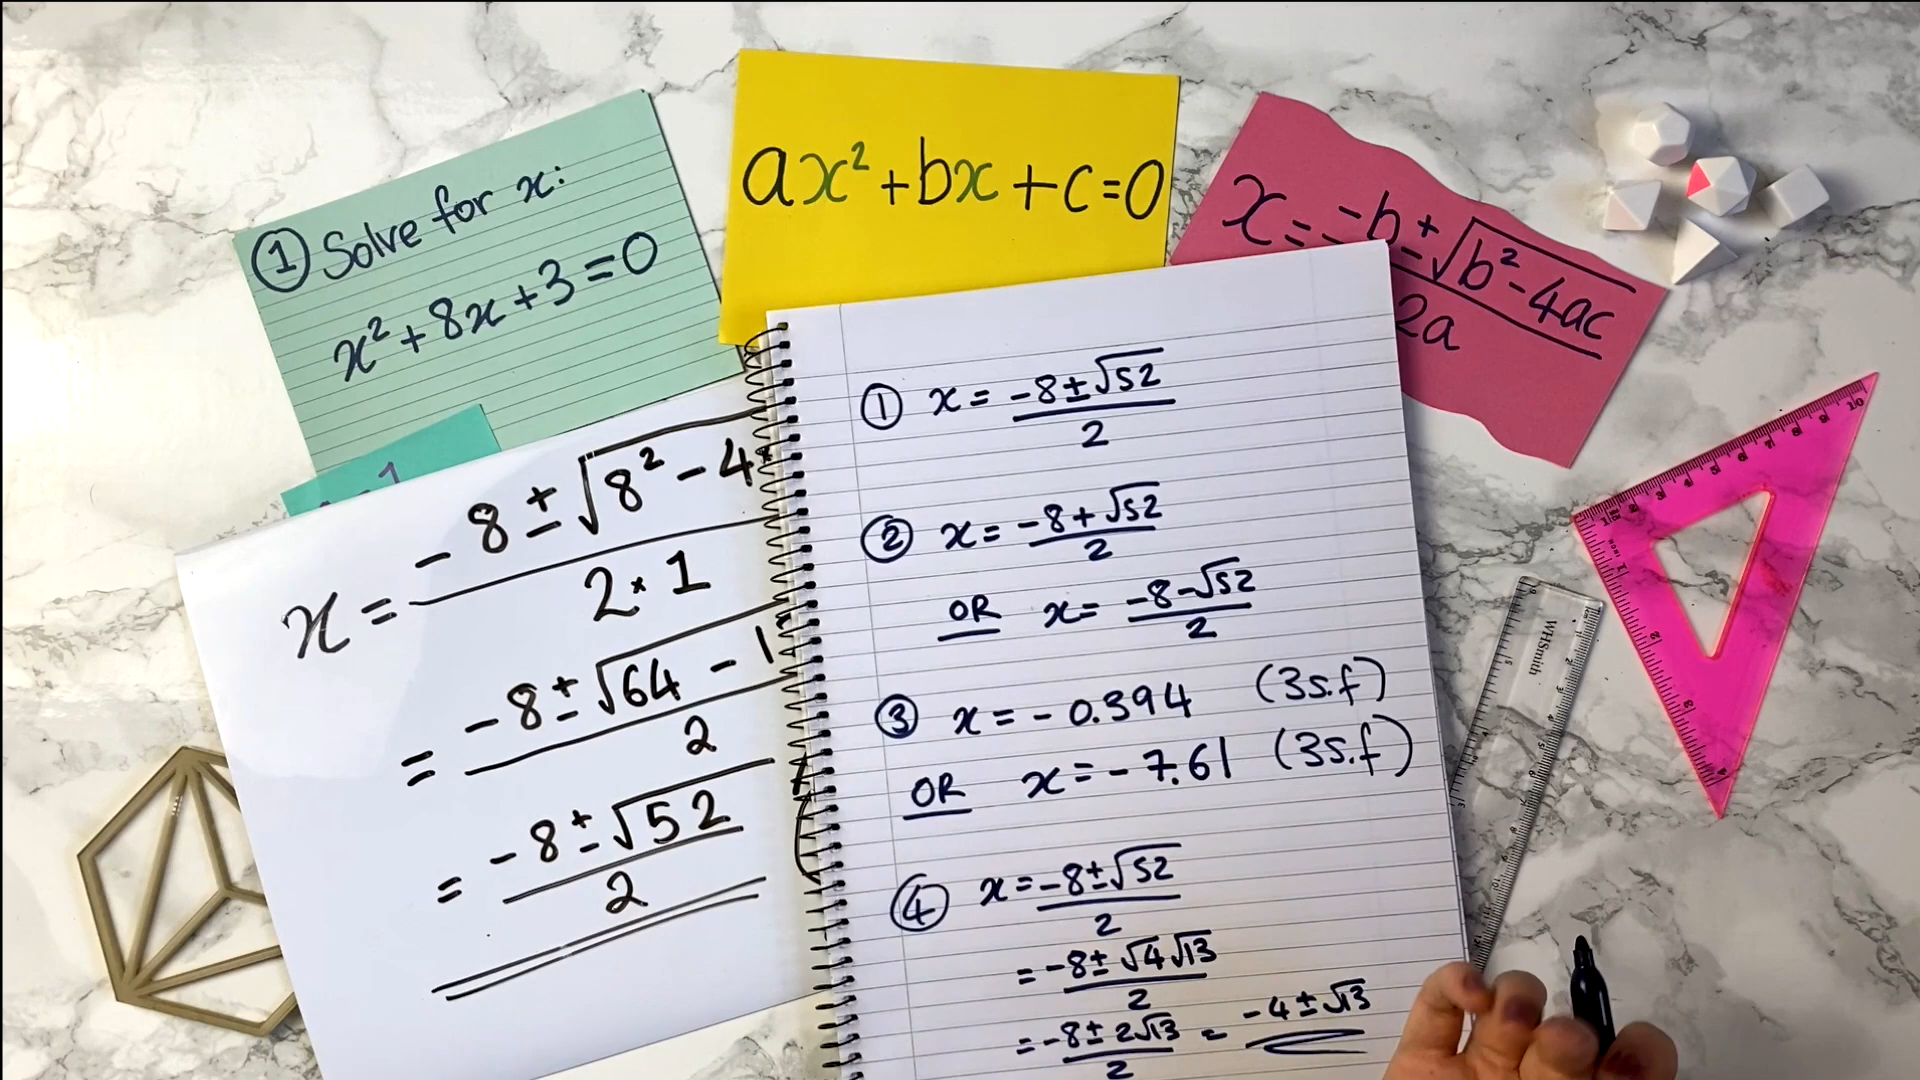 ① Solve for x:
x² + 8x + 3 = 0
ax² + bx + c = 0
x = -b ± √(b² - 4ac)
2a
1
x = -8 ± √(8² - 4
2 × 1
= -8 ± √(64 - 1
2
= -8 ± √52
2
① x = -8 ± √52
2
② x = -8 + √52
2
OR x = -8 - √52
2
③ x = -0.394 (3s.f)
OR x = -7.61 (3s.f)
④ x = -8 ± √52
2
= -8 ± √4√13
2
= -8 ± 2√13 = -4 ± √13
2
WHSmith